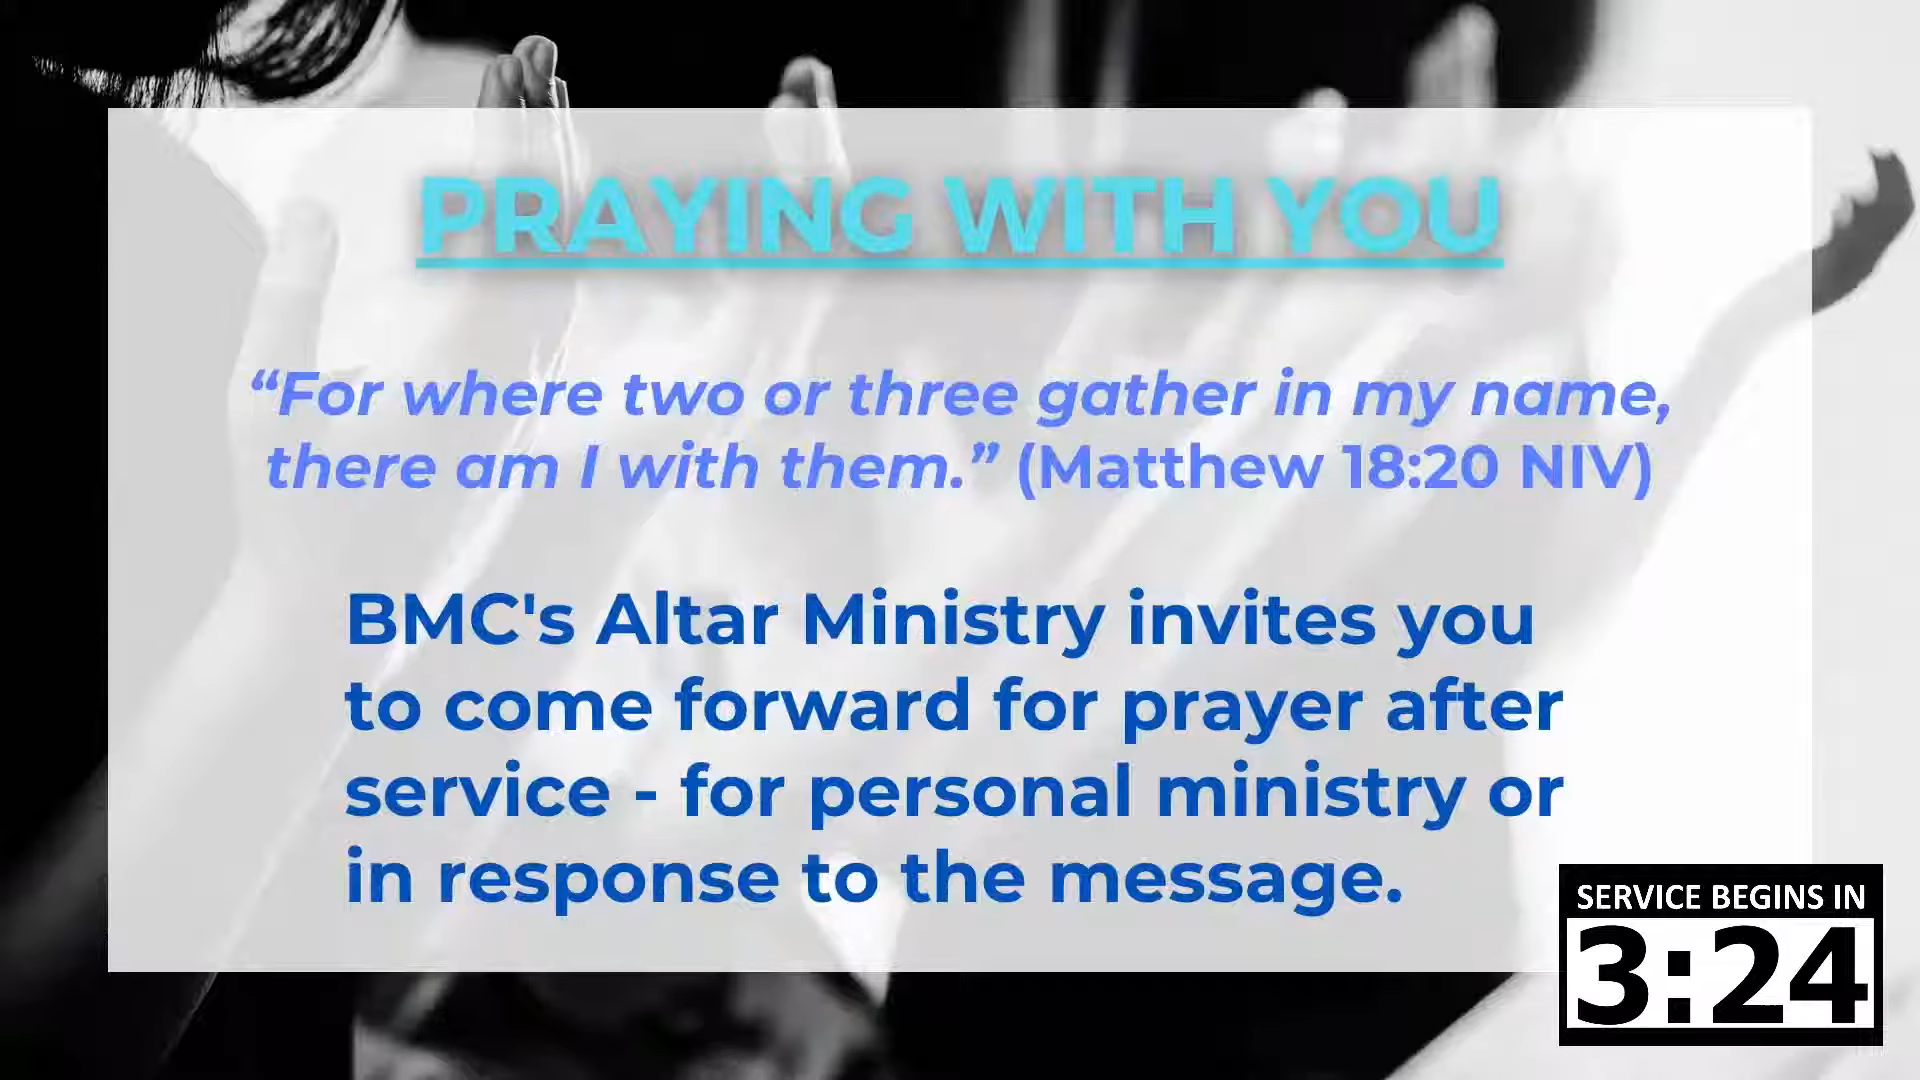 PRAYING WITH YOU
“For where two or three gather in my name,
there am I with them.” (Matthew 18:20 NIV)
BMC's Altar Ministry invites you
to come forward for prayer after
service - for personal ministry or
in response to the message.
SERVICE BEGINS IN
3:24